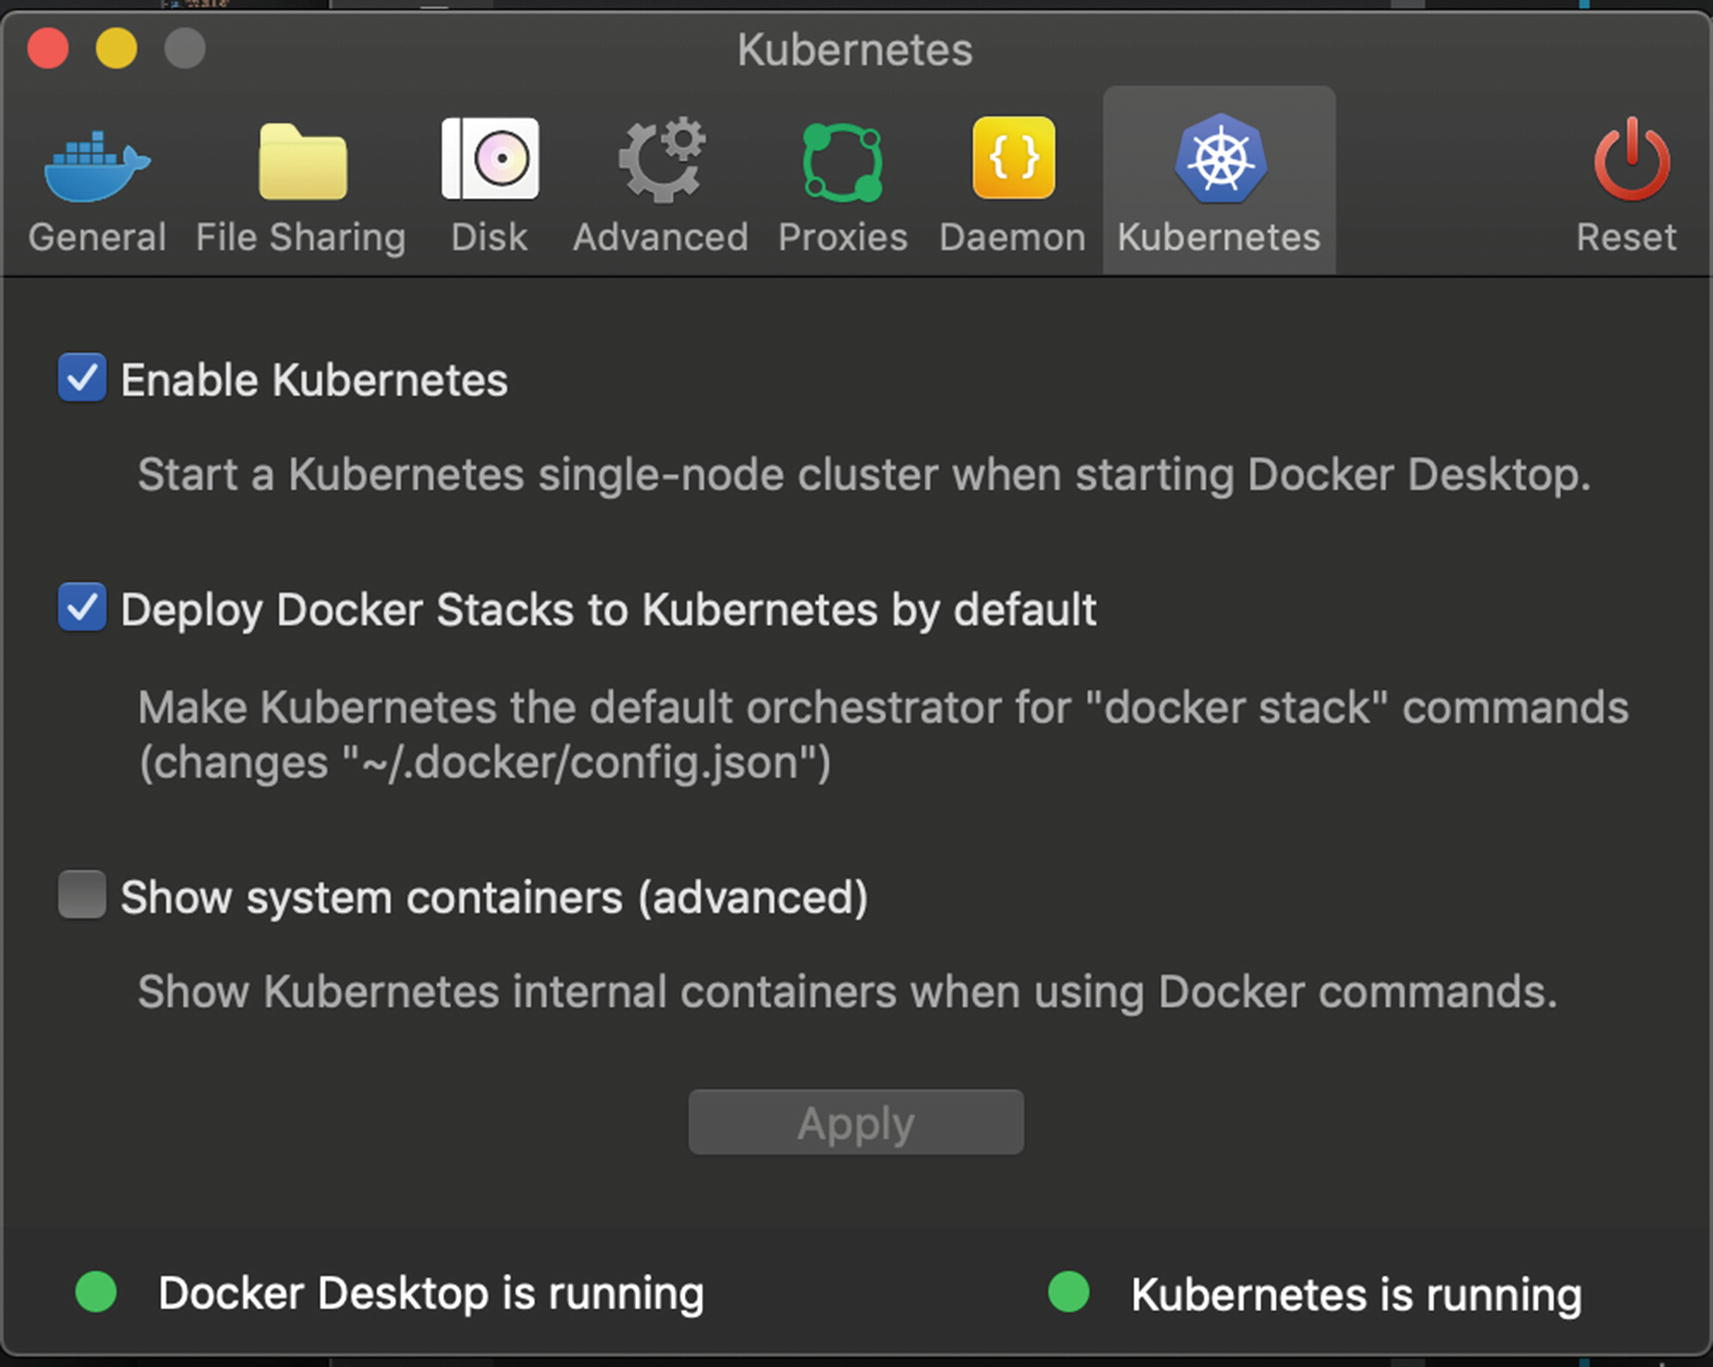 Kubernetes
General
File Sharing
Disk
Advanced
Proxies
{}
Daemon
Kubernetes
Reset
Enable Kubernetes
Start a Kubernetes single-node cluster when starting Docker Desktop.
Deploy Docker Stacks to Kubernetes by default
Make Kubernetes the default orchestrator for "docker stack" commands
(changes "~/.docker/config.json")
Show system containers (advanced)
Show Kubernetes internal containers when using Docker commands.
Apply
Docker Desktop is running
Kubernetes is running